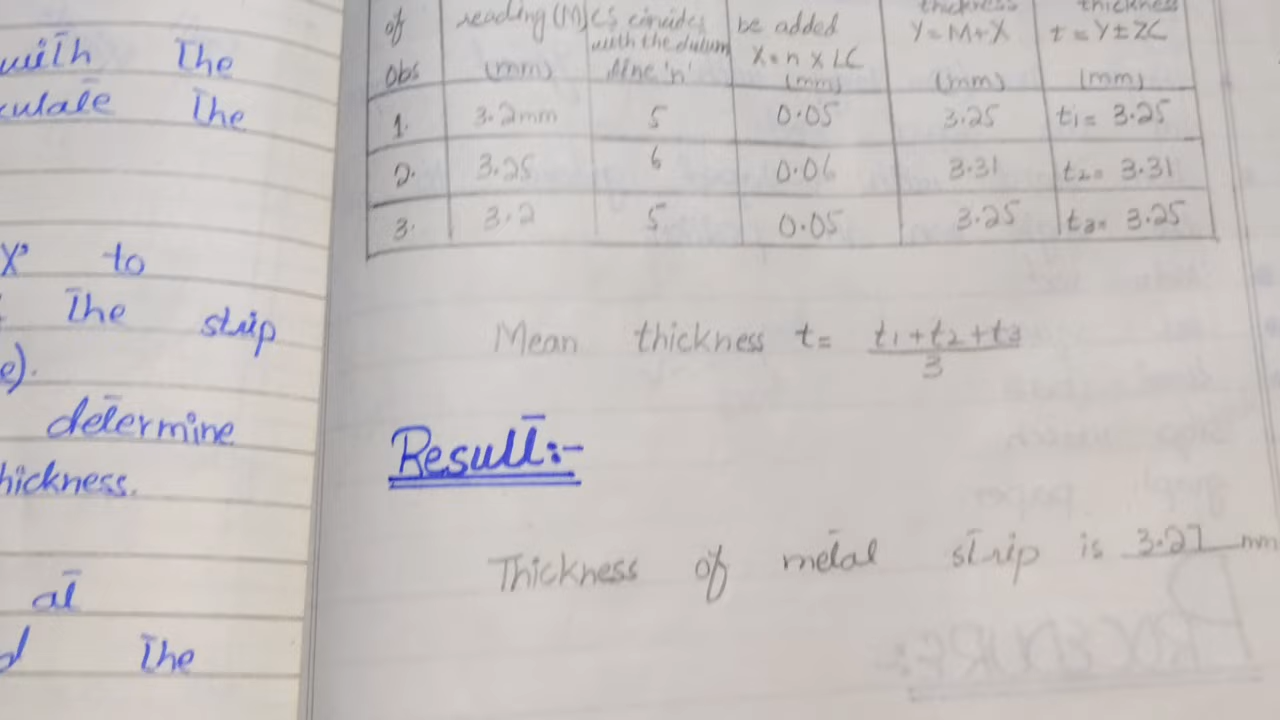 with the
culate the
X' to
the strip
e).
determine
hickness.
at
d the
of reading (M) CS coincides be added thickness thickness
with the datum X = n x LC Y = M+X t = Y ± ZC
obs (mm) line 'n' (mm) (mm) (mm)
1. 3.2mm 5 0.05 3.25 t1 = 3.25
2. 3.25 6 0.06 3.31 t2 = 3.31
3. 3.2 5 0.05 3.25 t3 = 3.25
Mean thickness t = t1 + t2 + t3
3
Result:-
Thickness of metal strip is 3.27 mm
PROCEDURE:-